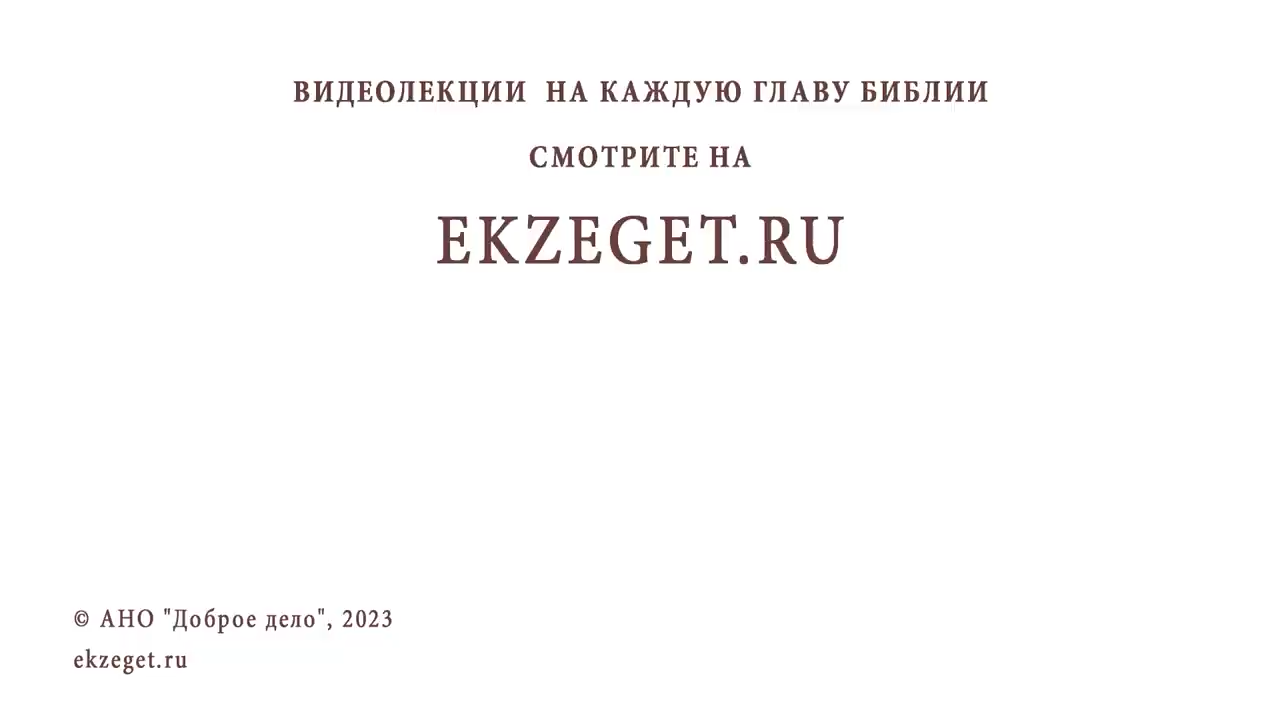 ВИДЕОЛЕКЦИИ НА КАЖДУЮ ГЛАВУ БИБЛИИ
СМОТРИТЕ НА
EKZEGET.RU
© АНО "Доброе дело", 2023
ekzeget.ru